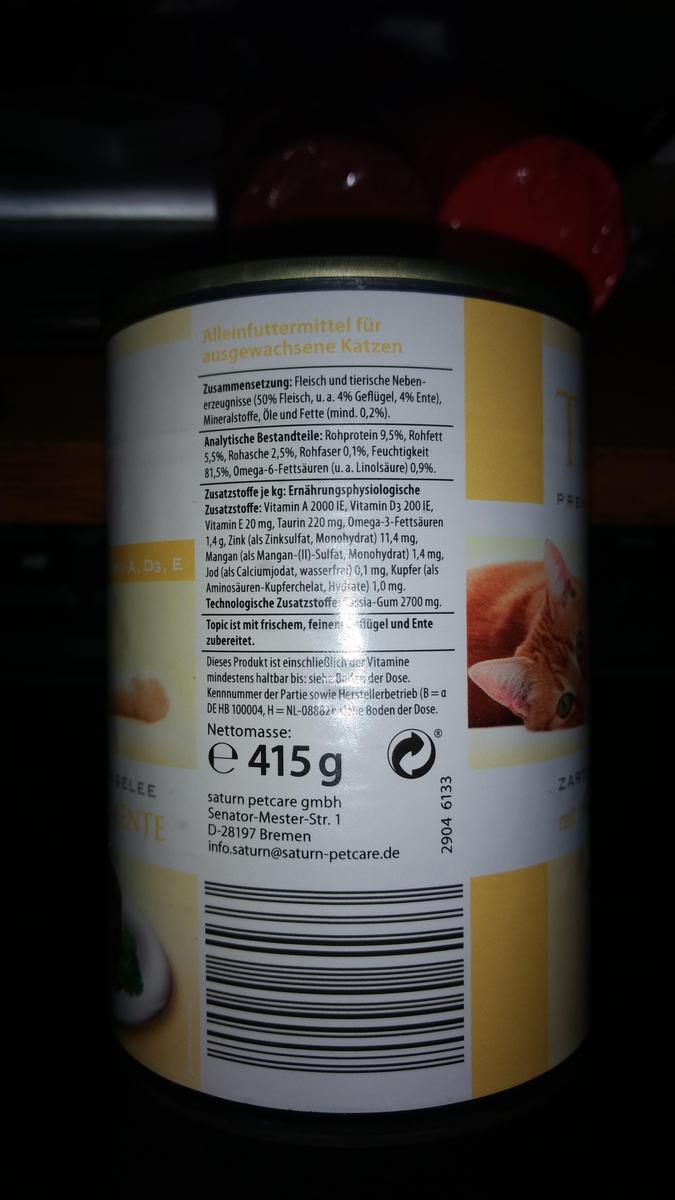 Alleinfuttermittel für
ausgewachsene Katzen
Zusammensetzung: Fleisch und tierische Neben-
erzeugnisse (50% Fleisch, u. a. 4% Geflügel, 4% Ente),
Mineralstoffe, Öle und Fette (mind. 0,2%).
Analytische Bestandteile: Rohprotein 9,5%, Rohfett
5,5%, Rohasche 2,5%, Rohfaser 0,1%, Feuchtigkeit
81,5%, Omega-6-Fettsäuren (u. a. Linolsäure) 0,9%.
Zusatzstoffe je kg: Ernährungsphysiologische
Zusatzstoffe: Vitamin A 2000 IE, Vitamin D3 200 IE,
Vitamin E 20 mg, Taurin 220 mg, Omega-3-Fettsäuren
1,4 g, Zink (als Zinksulfat, Monohydrat) 11,4 mg,
Mangan (als Mangan-(II)-Sulfat, Monohydrat) 1,4 mg,
Jod (als Calciumjodat, wasserfrei) 0,1 mg, Kupfer (als
Aminosäuren-Kupferchelat, Hydrate) 1,0 mg.
Technologische Zusatzstoffe: Cassia-Gum 2700 mg.
Topic ist mit frischem, feinem Geflügel und Ente
zubereitet.
Dieses Produkt ist einschließlich der Vitamine
mindestens haltbar bis: siehe Boden der Dose.
Kennnummer der Partie sowie Herstellerbetrieb (B = α
DE HB 100004, H = siehe Boden der Dose.
Nettomasse:
℮ 415 g
®
saturn petcare gmbh
Senator-Mester-Str. 1
D-28197 Bremen
info.saturn@saturn-petcare.de
2904 6133
A, D3, E
GELEE
ENTE
T
PRE
ZART